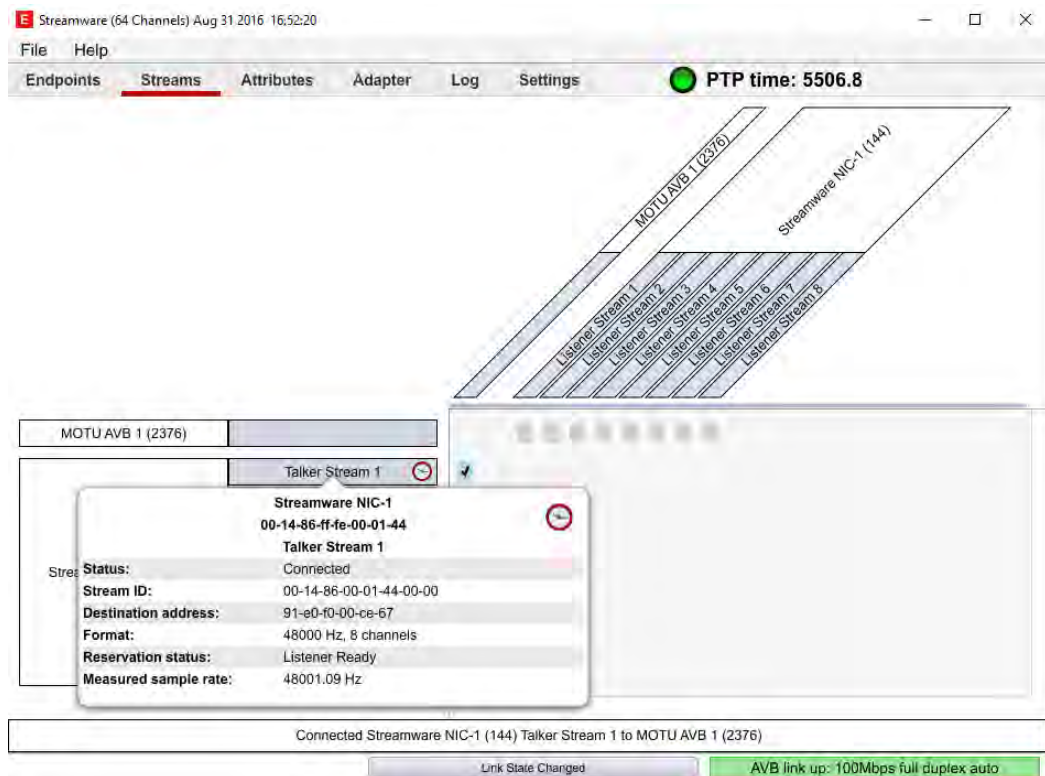 E Streamware (64 Channels) Aug 31 2016 16:52:20
File Help
Endpoints Streams Attributes Adapter Log Settings PTP time: 5506.8
MOTU AVB 1 (2376)
Streamware NIC-1 (144)
Listener Stream 1
Listener Stream 2
Listener Stream 3
Listener Stream 4
Listener Stream 5
Listener Stream 6
Listener Stream 7
Listener Stream 8
MOTU AVB 1 (2376)
Talker Stream 1
Streamware NIC-1
00-14-86-ff-fe-00-01-44
Talker Stream 1
Status: Connected
Stream ID: 00-14-86-00-01-44-00-00
Destination address: 91-e0-f0-00-ce-67
Format: 48000 Hz, 8 channels
Reservation status: Listener Ready
Measured sample rate: 48001.09 Hz
Connected Streamware NIC-1 (144) Talker Stream 1 to MOTU AVB 1 (2376)
Link State Changed AVB link up: 100Mbps full duplex auto